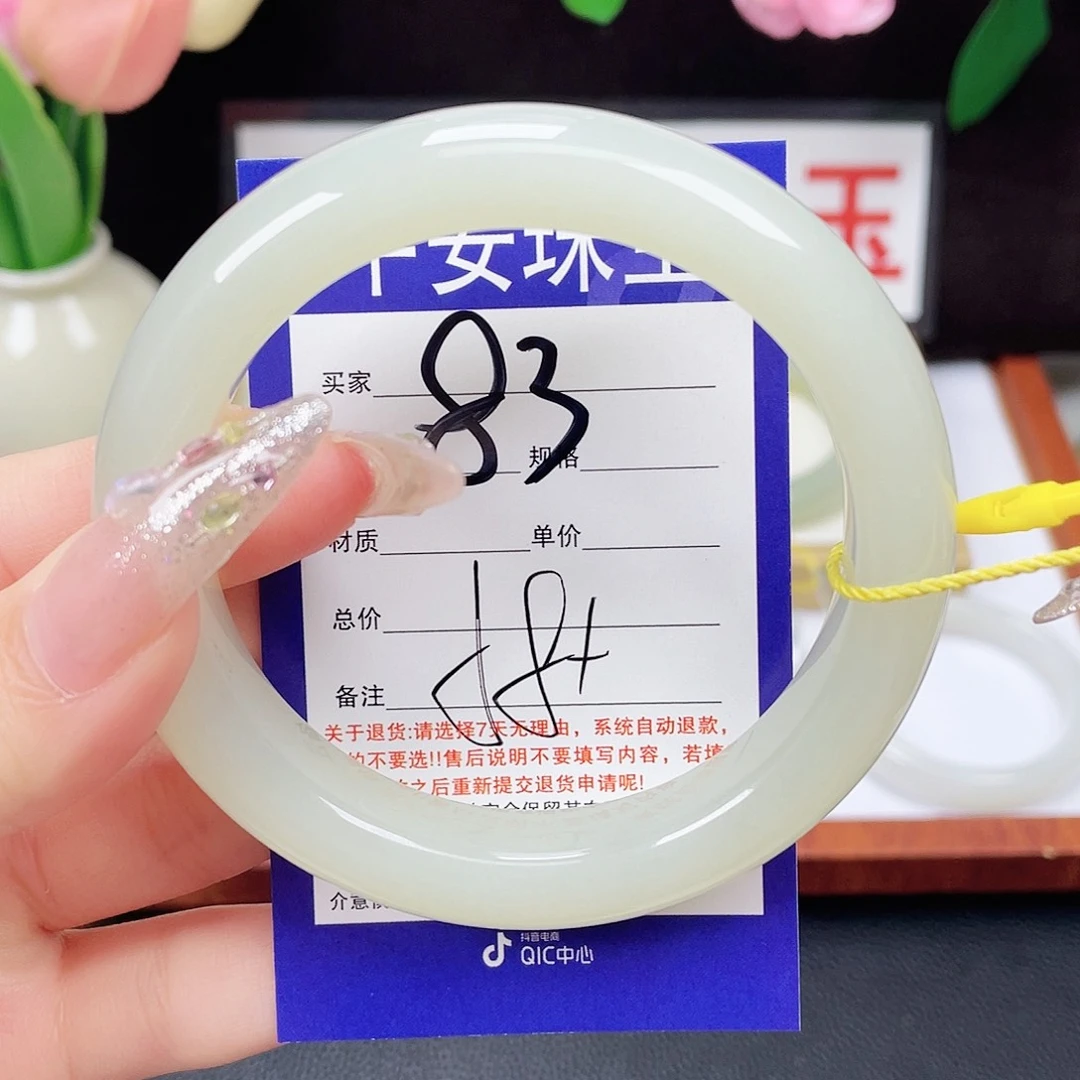 玉
安珠
83
买家
规格
材质 单价
总价
备注
关于退货:请选择7天无理由，系统自动退款，
的不要选!!售后说明不要填写内容，若填
之后重新提交退货申请呢!
介意
抖音电商
QIC中心